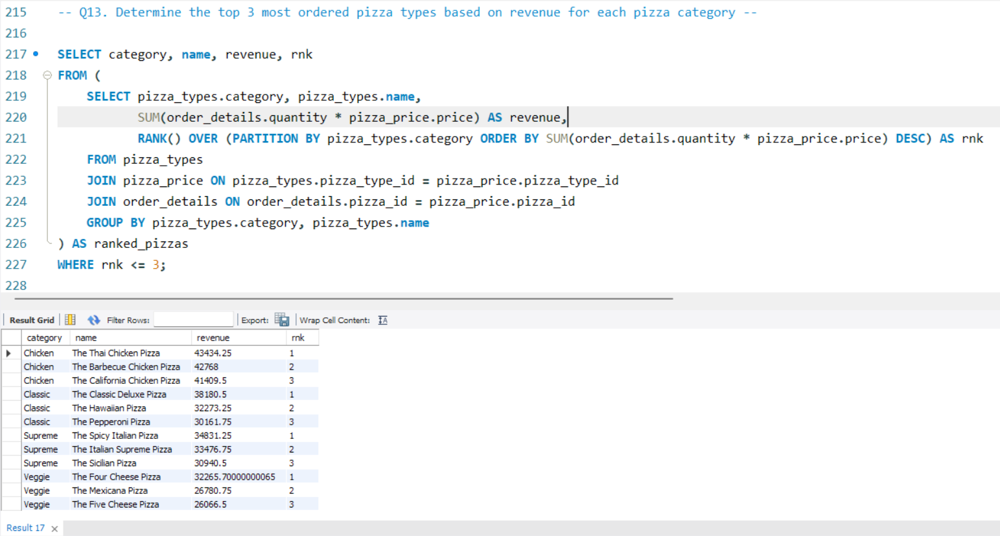 215 -- Q13. Determine the top 3 most ordered pizza types based on revenue for each pizza category --
216
217 SELECT category, name, revenue, rnk
218 FROM (
219 SELECT pizza_types.category, pizza_types.name,
220 SUM(order_details.quantity * pizza_price.price) AS revenue,
221 RANK() OVER (PARTITION BY pizza_types.category ORDER BY SUM(order_details.quantity * pizza_price.price) DESC) AS rnk
222 FROM pizza_types
223 JOIN pizza_price ON pizza_types.pizza_type_id = pizza_price.pizza_type_id
224 JOIN order_details ON order_details.pizza_id = pizza_price.pizza_id
225 GROUP BY pizza_types.category, pizza_types.name
226 ) AS ranked_pizzas
227 WHERE rnk <= 3;
228
Result Grid Filter Rows: Export: Wrap Cell Content: IA
category name revenue rnk
Chicken The Thai Chicken Pizza 43434.25 1
Chicken The Barbecue Chicken Pizza 42768 2
Chicken The California Chicken Pizza 41409.5 3
Classic The Classic Deluxe Pizza 38180.5 1
Classic The Hawaiian Pizza 32273.25 2
Classic The Pepperoni Pizza 30161.75 3
Supreme The Spicy Italian Pizza 34831.25 1
Supreme The Italian Supreme Pizza 33476.75 2
Supreme The Sicilian Pizza 30940.5 3
Veggie The Four Cheese Pizza 32265.70000000065 1
Veggie The Mexicana Pizza 26780.75 2
Veggie The Five Cheese Pizza 26066.5 3
Result 17